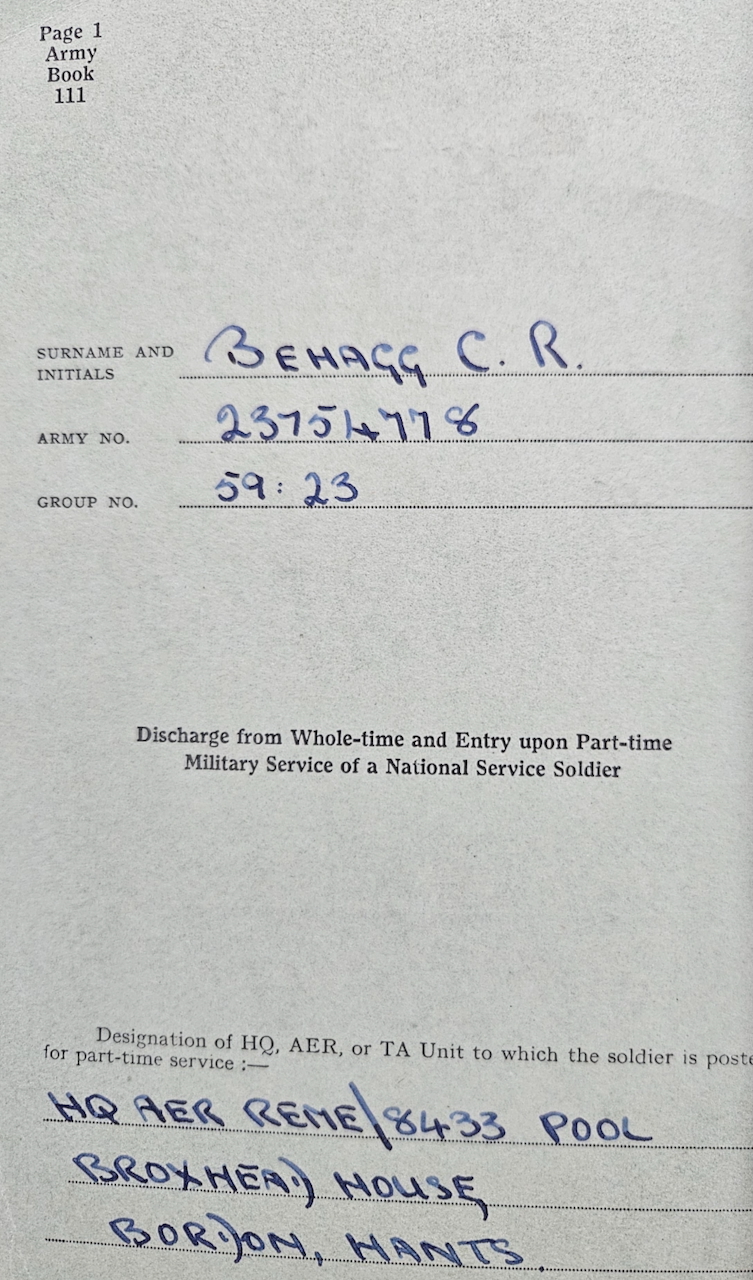 Page 1
Army
Book
111
SURNAME AND
INITIALS
BEHAGG C. R.
ARMY NO.
23754778
GROUP NO.
59: 23
Discharge from Whole-time and Entry upon Part-time
Military Service of a National Service Soldier
Designation of HQ, AER, or TA Unit to which the soldier is poste
for part-time service :—
HQ AER REME/8433 POOL
BROXHEAD HOUSE,
BORDON, HANTS.